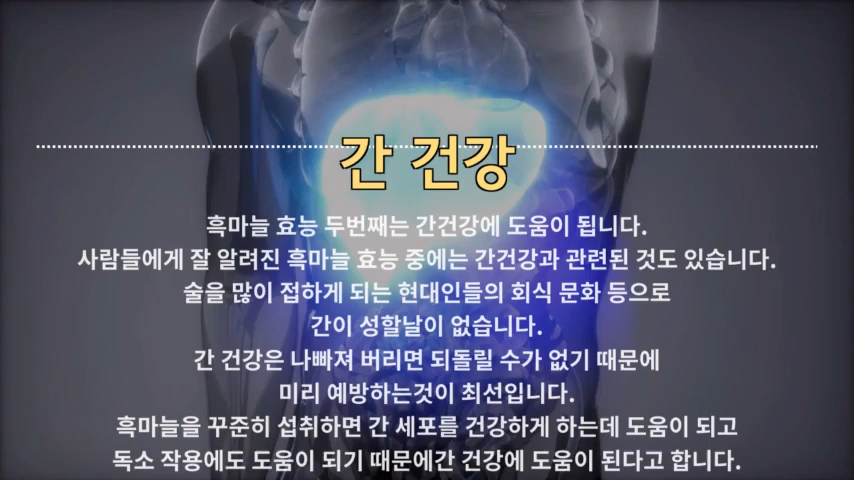 간 건강
흑마늘 효능 두번째는 간건강에 도움이 됩니다.
사람들에게 잘 알려진 흑마늘 효능 중에는 간건강과 관련된 것도 있습니다.
술을 많이 접하게 되는 현대인들의 회식 문화 등으로
간이 성할날이 없습니다.
간 건강은 나빠져 버리면 되돌릴 수가 없기 때문에
미리 예방하는것이 최선입니다.
흑마늘을 꾸준히 섭취하면 간 세포를 건강하게 하는데 도움이 되고
독소 작용에도 도움이 되기 때문에간 건강에 도움이 된다고 합니다.